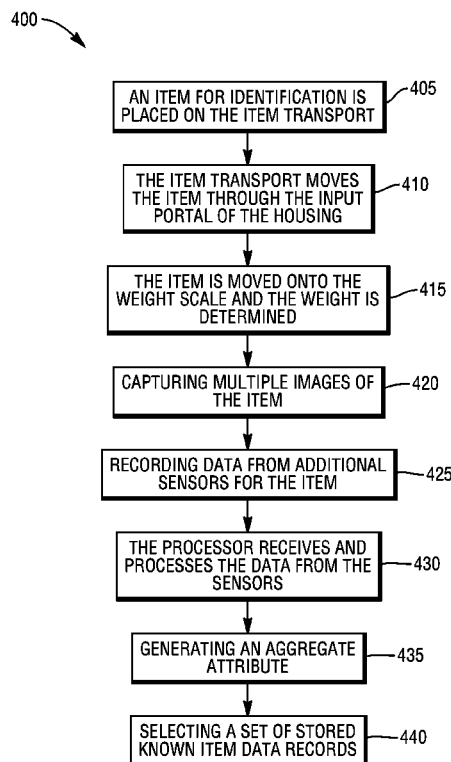 400
AN ITEM FOR IDENTIFICATION IS
PLACED ON THE ITEM TRANSPORT
405
THE ITEM TRANSPORT MOVES
THE ITEM THROUGH THE INPUT
PORTAL OF THE HOUSING
410
THE ITEM IS MOVED ONTO THE
WEIGHT SCALE AND THE WEIGHT IS
DETERMINED
415
CAPTURING MULTIPLE IMAGES OF
THE ITEM
420
RECORDING DATA FROM ADDITIONAL
SENSORS FOR THE ITEM
425
THE PROCESSOR RECEIVES AND
PROCESSES THE DATA FROM THE
SENSORS
430
GENERATING AN AGGREGATE
ATTRIBUTE
435
SELECTING A SET OF STORED
KNOWN ITEM DATA RECORDS
440